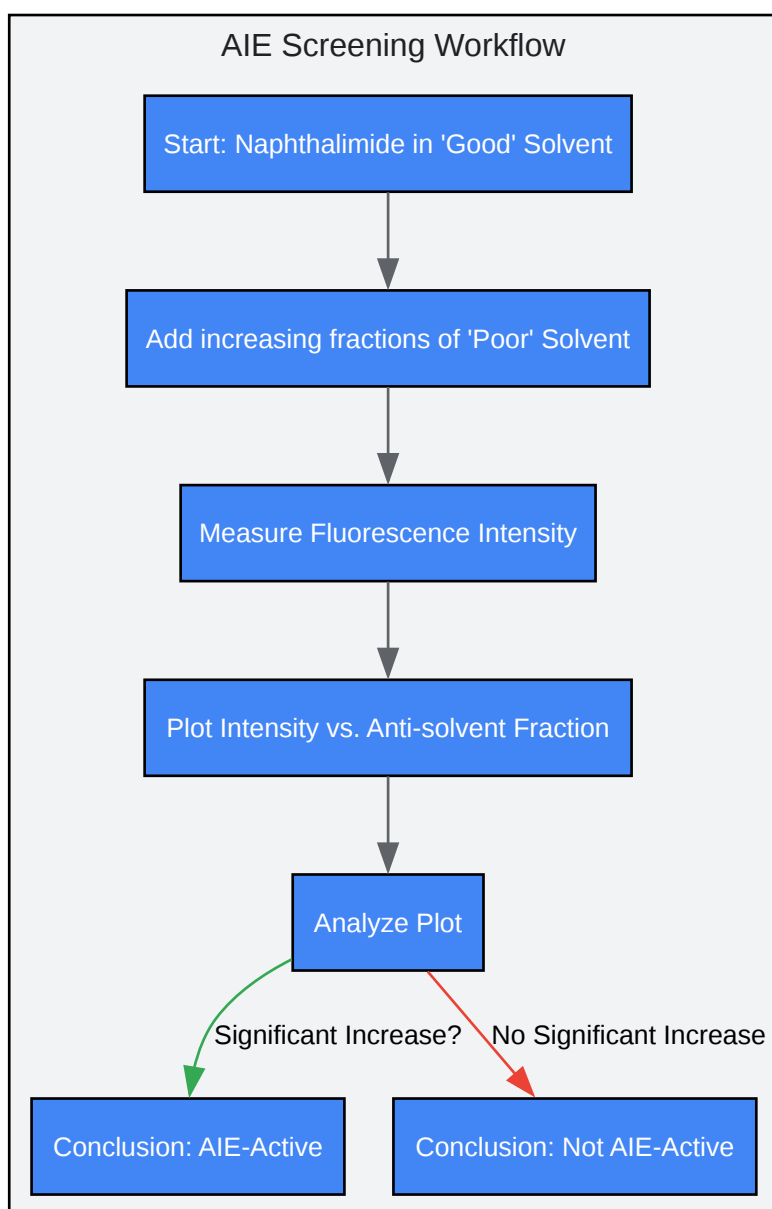 AIE Screening Workflow
Start: Naphthalimide in 'Good' Solvent
Add increasing fractions of 'Poor' Solvent
Measure Fluorescence Intensity
Plot Intensity vs. Anti-solvent Fraction
Analyze Plot
Significant Increase?
No Significant Increase
Conclusion: AIE-Active
Conclusion: Not AIE-Active